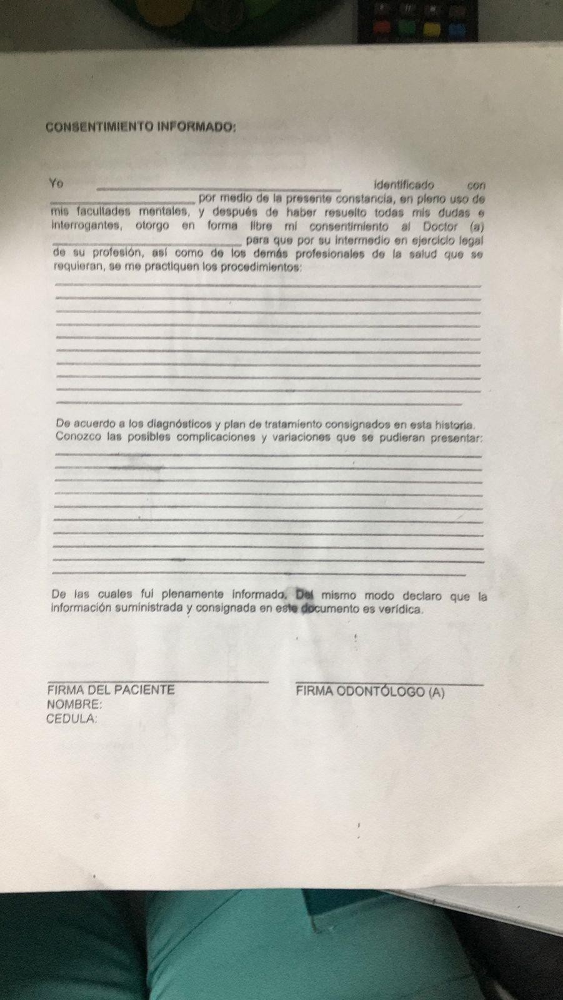 CONSENTIMIENTO INFORMADO:
Yo ______________________________ identificado con
__________________ por medio de la presente constancia, en pleno uso de
mis facultades mentales, y después de haber resuelto todas mis dudas e
interrogantes, otorgo en forma libre mi consentimiento al Doctor (a)
________________________ para que por su intermedio en ejercicio legal
de su profesión, así como de los demás profesionales de la salud que se
requieran, se me practiquen los procedimientos:
De acuerdo a los diagnósticos y plan de tratamiento consignados en esta historia.
Conozco las posibles complicaciones y variaciones que se pudieran presentar:
De las cuales fui plenamente informado. Del mismo modo declaro que la
información suministrada y consignada en este documento es verídica.
FIRMA DEL PACIENTE FIRMA ODONTÓLOGO (A)
NOMBRE:
CEDULA: